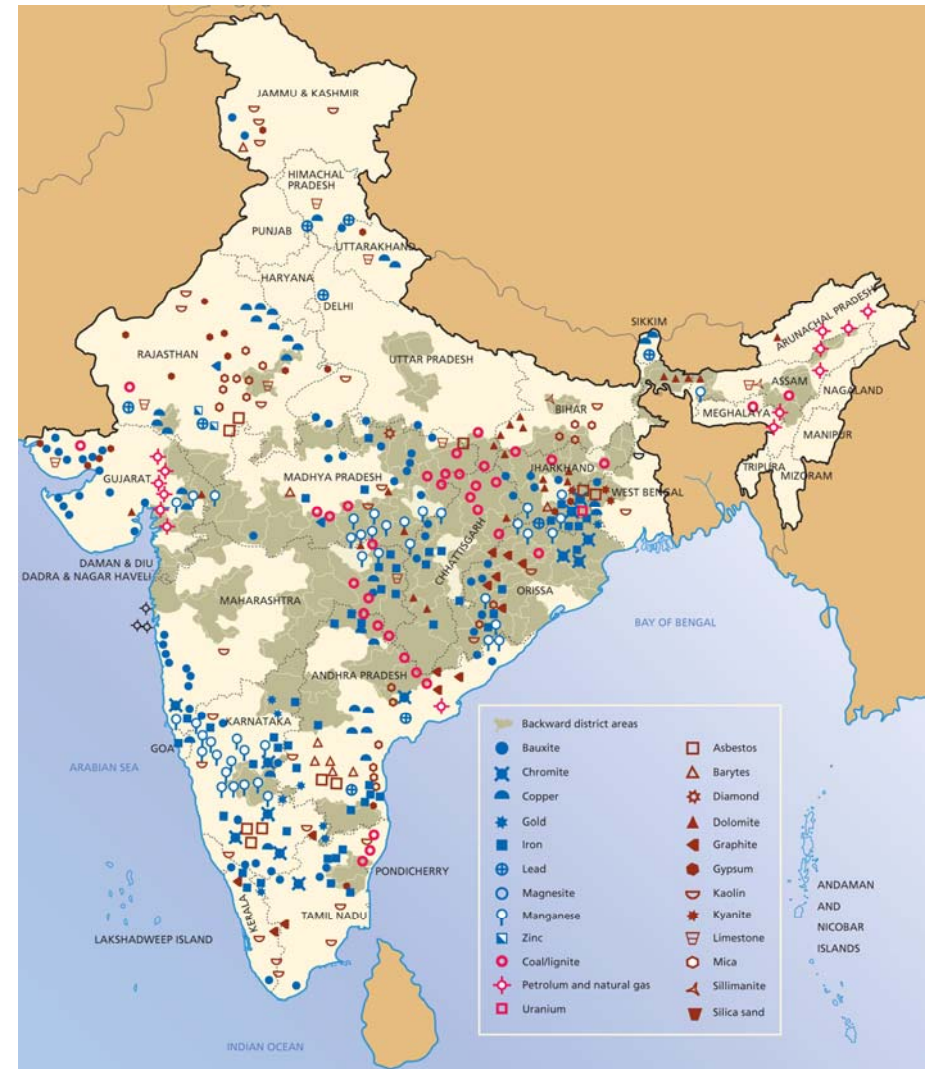 JAMMU & KASHMIR
HIMACHAL
PRADESH
PUNJAB
UTTARAKHAND
HARYANA
DELHI
SIKKIM
ARUNACHAL PRADESH
RAJASTHAN
UTTAR PRADESH
ASSAM
NAGALAND
BIHAR
MEGHALAYA
MANIPUR
TRIPURA
MIZORAM
GUJARAT
MADHYA PRADESH
JHARKHAND
WEST BENGAL
CHHATTISGARH
DAMAN & DIU
DADRA & NAGAR HAVELI
MAHARASHTRA
ORISSA
BAY OF BENGAL
ANDHRA PRADESH
KARNATAKA
GOA
ARABIAN SEA
PONDICHERRY
KERALA
TAMIL NADU
LAKSHADWEEP ISLAND
INDIAN OCEAN
ANDAMAN
AND
NICOBAR
ISLANDS
Backward district areas
Bauxite
Chromite
Copper
Gold
Iron
Lead
Magnesite
Manganese
Zinc
Coal/lignite
Petrolum and natural gas
Uranium
Asbestos
Barytes
Diamond
Dolomite
Graphite
Gypsum
Kaolin
Kyanite
Limestone
Mica
Sillimanite
Silica sand